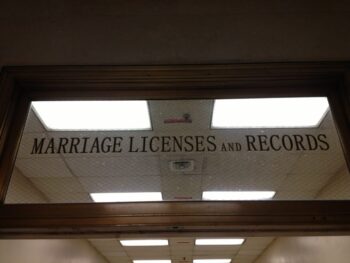 MARRIAGE LICENSES AND RECORDS